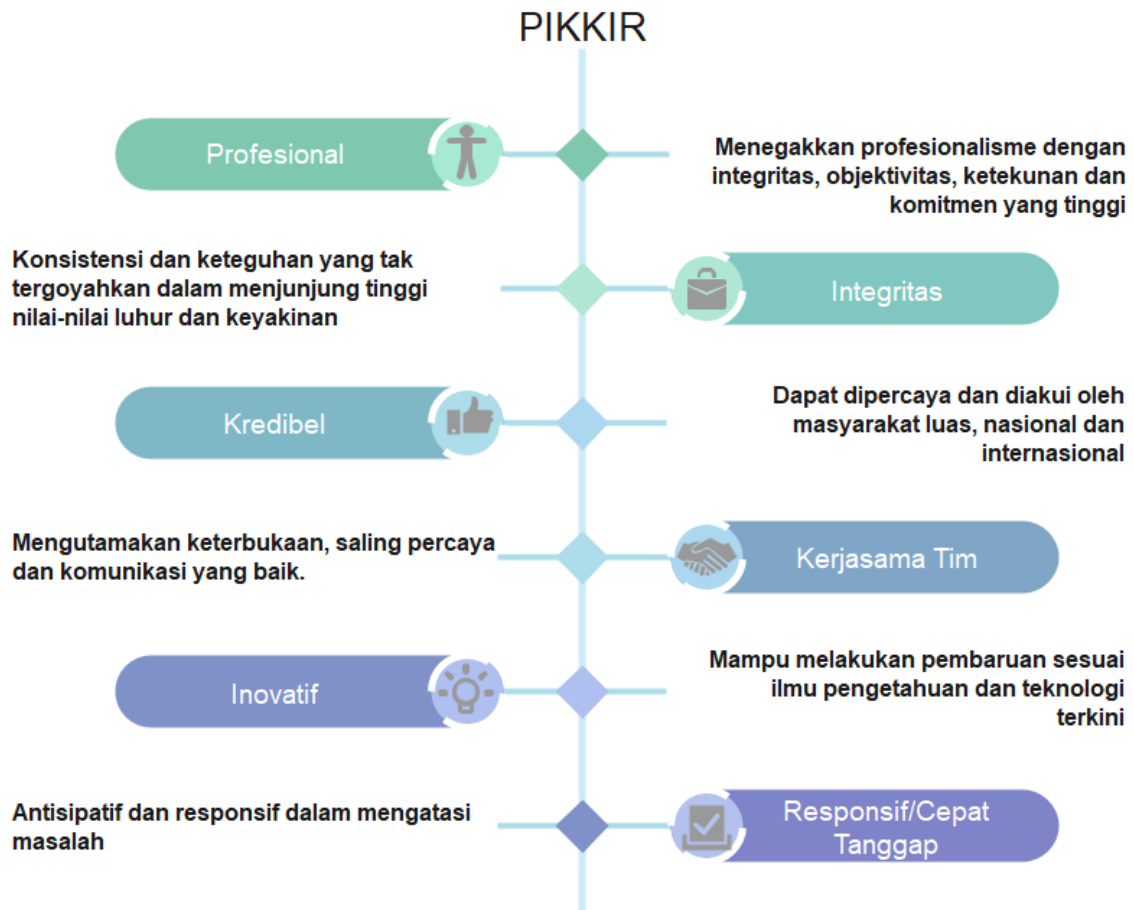 PIKKIR
Profesional
Menegakkan profesionalisme dengan
integritas, objektivitas, ketekunan dan
komitmen yang tinggi
Konsistensi dan keteguhan yang tak
tergoyahkan dalam menjunjung tinggi
nilai-nilai luhur dan keyakinan
Integritas
Kredibel
Dapat dipercaya dan diakui oleh
masyarakat luas, nasional dan
internasional
Mengutamakan keterbukaan, saling percaya
dan komunikasi yang baik.
Kerjasama Tim
Inovatif
Mampu melakukan pembaruan sesuai
ilmu pengetahuan dan teknologi
terkini
Antisipatif dan responsif dalam mengatasi
masalah
Responsif/Cepat
Tanggap